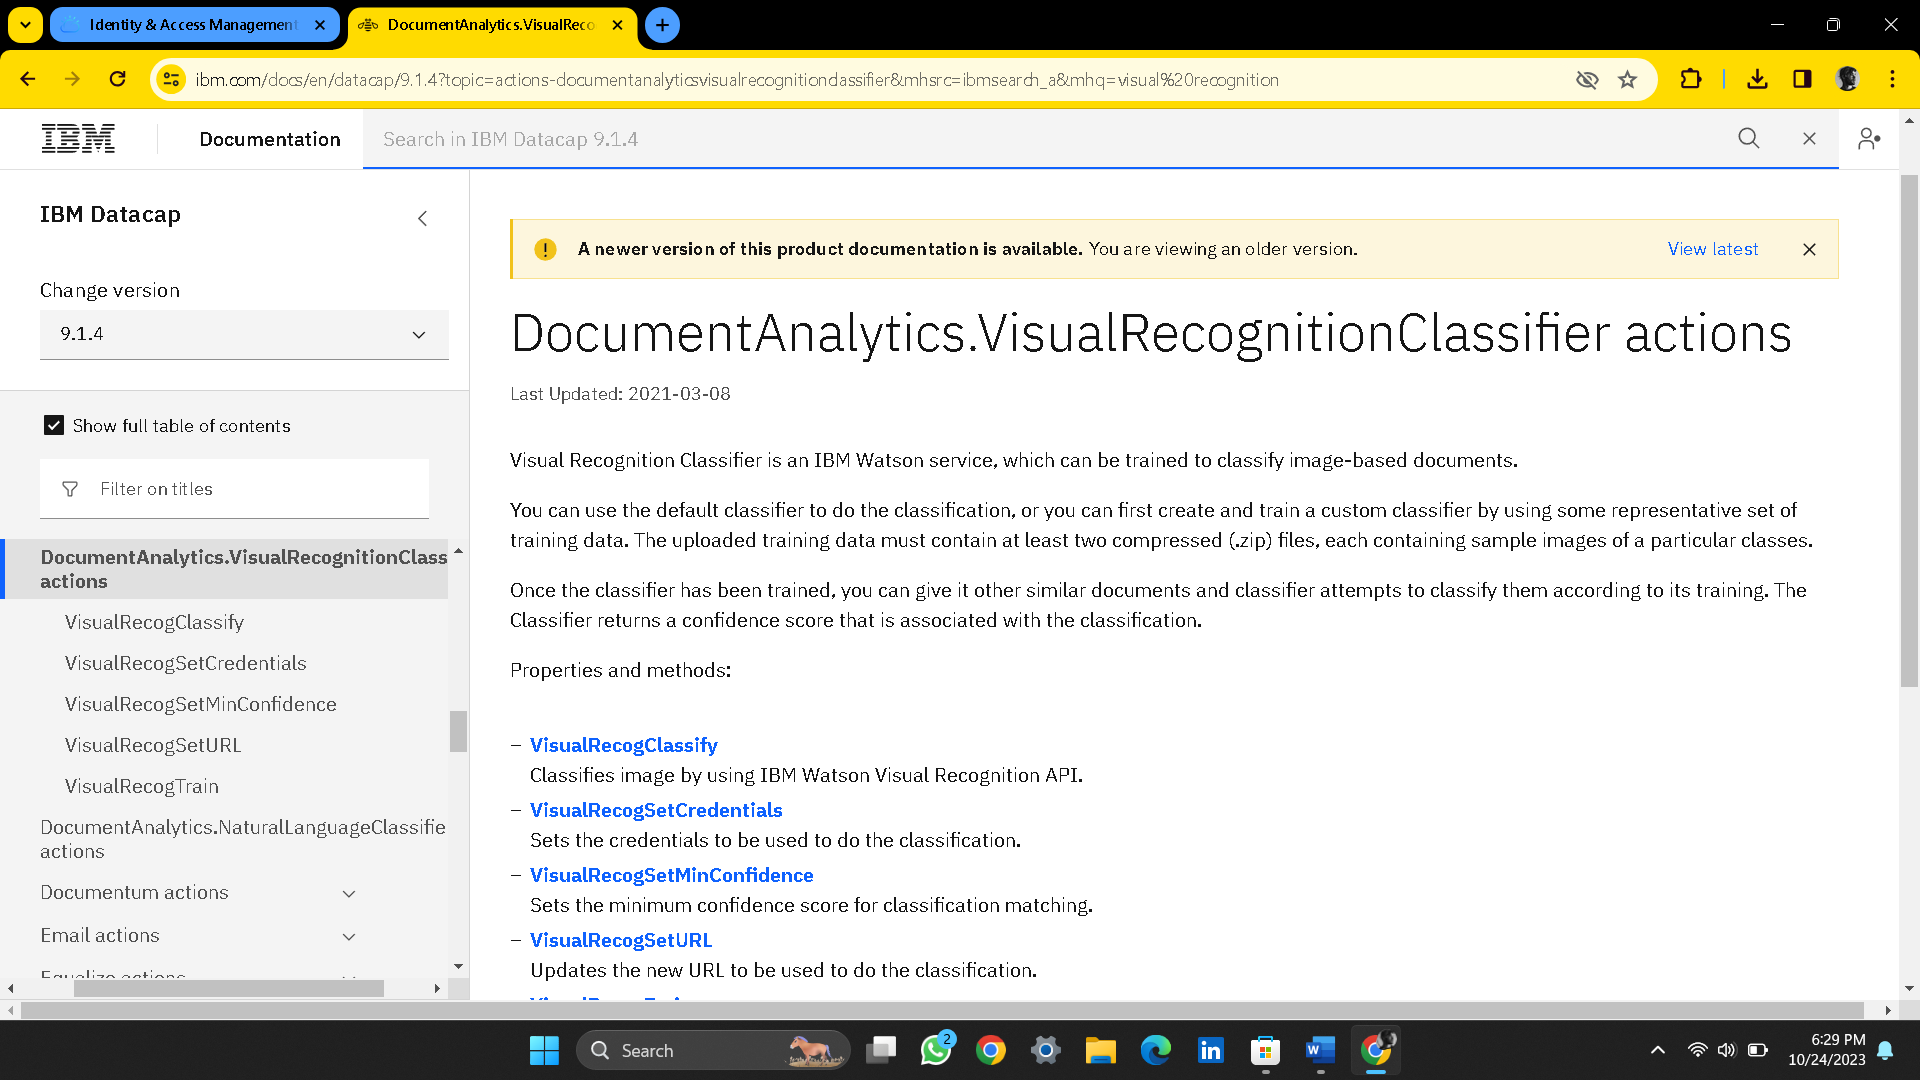 Identity & Access Management
DocumentAnalytics.VisualReco
ibm.com/docs/en/datacap/9.1.4?topic=actions-documentanalyticsvisualrecognitionclassifier&mhsrc=ibmsearch_a&mhq=visual%20recognition
IBM
Documentation
Search in IBM Datacap 9.1.4
IBM Datacap
Change version
9.1.4
Show full table of contents
Filter on titles
DocumentAnalytics.VisualRecognitionClass
actions
VisualRecogClassify
VisualRecogSetCredentials
VisualRecogSetMinConfidence
VisualRecogSetURL
VisualRecogTrain
DocumentAnalytics.NaturalLanguageClassifie
actions
Documentum actions
Email actions
Equalize actions
A newer version of this product documentation is available. You are viewing an older version.
View latest
DocumentAnalytics.VisualRecognitionClassifier actions
Last Updated: 2021-03-08
Visual Recognition Classifier is an IBM Watson service, which can be trained to classify image-based documents.
You can use the default classifier to do the classification, or you can first create and train a custom classifier by using some representative set of
training data. The uploaded training data must contain at least two compressed (.zip) files, each containing sample images of a particular classes.
Once the classifier has been trained, you can give it other similar documents and classifier attempts to classify them according to its training. The
Classifier returns a confidence score that is associated with the classification.
Properties and methods:
– VisualRecogClassify
Classifies image by using IBM Watson Visual Recognition API.
– VisualRecogSetCredentials
Sets the credentials to be used to do the classification.
– VisualRecogSetMinConfidence
Sets the minimum confidence score for classification matching.
– VisualRecogSetURL
Updates the new URL to be used to do the classification.
Search
2
6:29 PM
10/24/2023